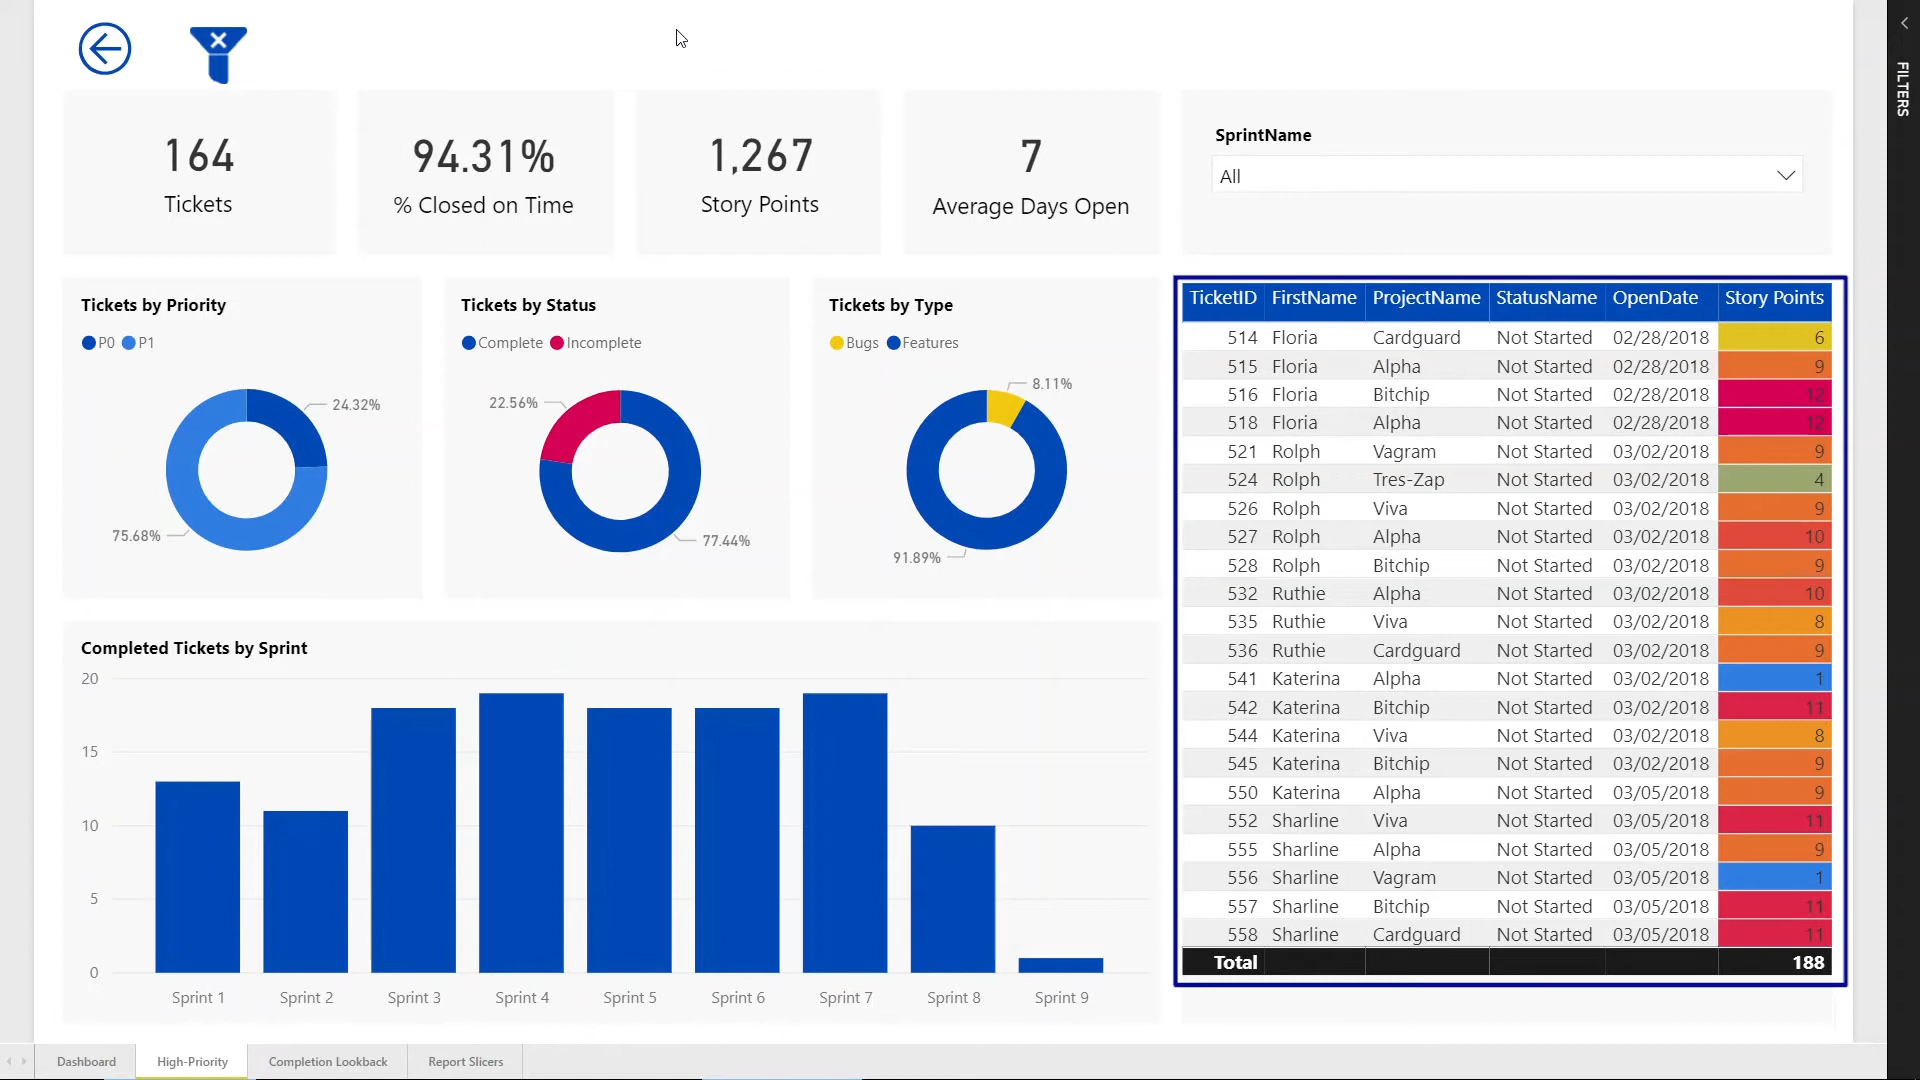 FILTERS
164
Tickets
94.31%
% Closed on Time
1,267
Story Points
7
Average Days Open
SprintName
All
Tickets by Priority
P0 P1
24.32%
75.68%
Tickets by Status
Complete Incomplete
22.56%
77.44%
Tickets by Type
Bugs Features
8.11%
91.89%
TicketID FirstName ProjectName StatusName OpenDate Story Points
514 Floria Cardguard Not Started 02/28/2018 6
515 Floria Alpha Not Started 02/28/2018 9
516 Floria Bitchip Not Started 02/28/2018 12
518 Floria Alpha Not Started 02/28/2018 12
521 Rolph Vagram Not Started 03/02/2018 9
524 Rolph Tres-Zap Not Started 03/02/2018 4
526 Rolph Viva Not Started 03/02/2018 9
527 Rolph Alpha Not Started 03/02/2018 10
528 Rolph Bitchip Not Started 03/02/2018 9
532 Ruthie Alpha Not Started 03/02/2018 10
535 Ruthie Viva Not Started 03/02/2018 8
536 Ruthie Cardguard Not Started 03/02/2018 9
541 Katerina Alpha Not Started 03/02/2018 1
542 Katerina Bitchip Not Started 03/02/2018 11
544 Katerina Viva Not Started 03/02/2018 8
545 Katerina Bitchip Not Started 03/02/2018 9
550 Katerina Alpha Not Started 03/05/2018 9
552 Sharline Viva Not Started 03/05/2018 11
555 Sharline Alpha Not Started 03/05/2018 9
556 Sharline Vagram Not Started 03/05/2018 1
557 Sharline Bitchip Not Started 03/05/2018 11
558 Sharline Cardguard Not Started 03/05/2018 11
Total 188
Completed Tickets by Sprint
20
15
10
5
0
Sprint 1 Sprint 2 Sprint 3 Sprint 4 Sprint 5 Sprint 6 Sprint 7 Sprint 8 Sprint 9
Dashboard High-Priority Completion Lookback Report Slicers